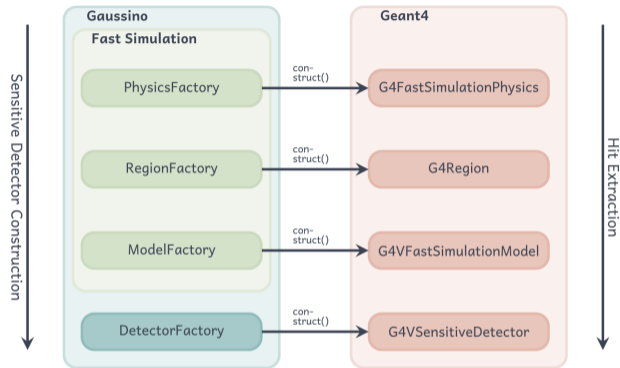 Gaussino
Geant4
Fast Simulation
PhysicsFactory
con-
struct()
G4FastSimulationPhysics
RegionFactory
con-
struct()
G4Region
ModelFactory
con-
struct()
G4VFastSimulationModel
DetectorFactory
con-
struct()
G4VSensitiveDetector
Sensitive Detector Construction
Hit Extraction